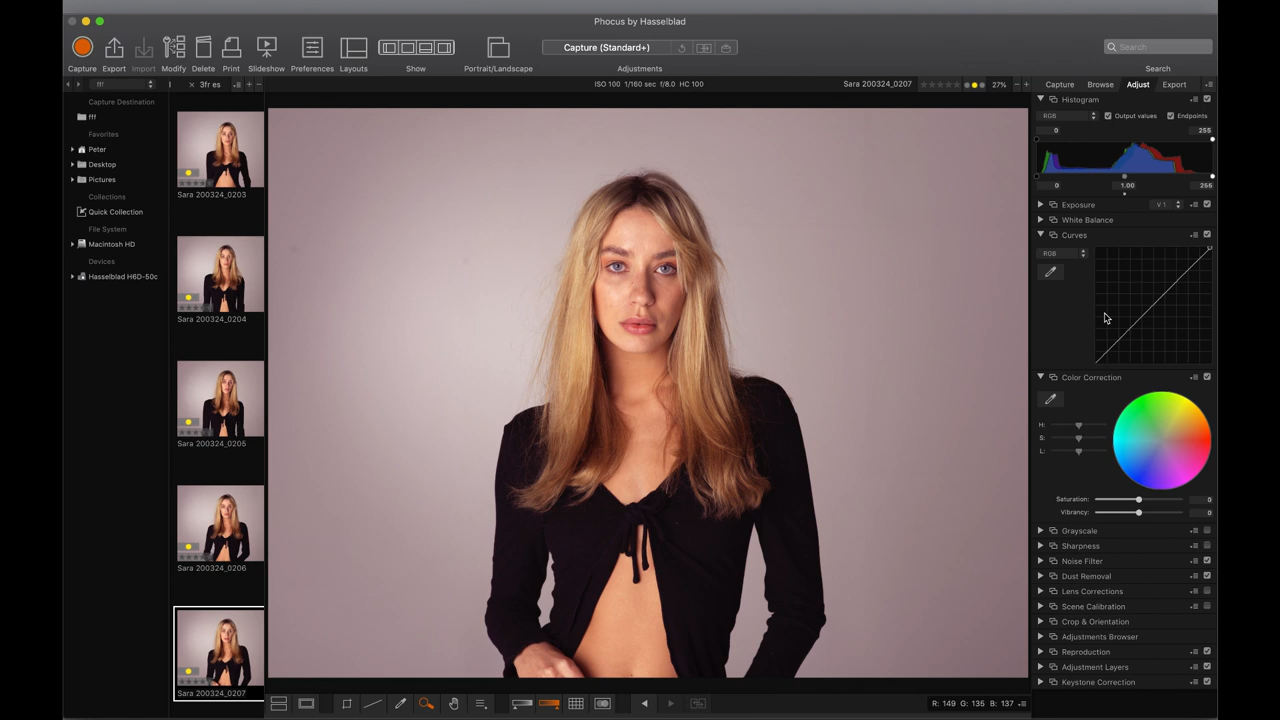 Phocus by Hasselblad
Capture (Standard+)
Search
Capture Export Import Modify Delete Print Slideshow Preferences Layouts Show Portrait/Landscape Adjustments Search
fff 3fr es ISO 100 1/160 sec f/8.0 HC 100 Sara 200324_0207 27% Capture Browse Adjust Export
Capture Destination
fff
Favorites
Peter
Desktop
Pictures
Collections
Quick Collection
File System
Macintosh HD
Devices
Hasselblad H6D-50c
Sara 200324_0203
Sara 200324_0204
Sara 200324_0205
Sara 200324_0206
Sara 200324_0207
Histogram
RGB Output values Endpoints
0 255
0 1.00 255
Exposure V 1
White Balance
Curves
RGB
Color Correction
H:
S:
L:
Saturation: 0
Vibrancy: 0
Grayscale
Sharpness
Noise Filter
Dust Removal
Lens Corrections
Scene Calibration
Crop & Orientation
Adjustments Browser
Reproduction
Adjustment Layers
Keystone Correction
R: 149 G: 135 B: 137